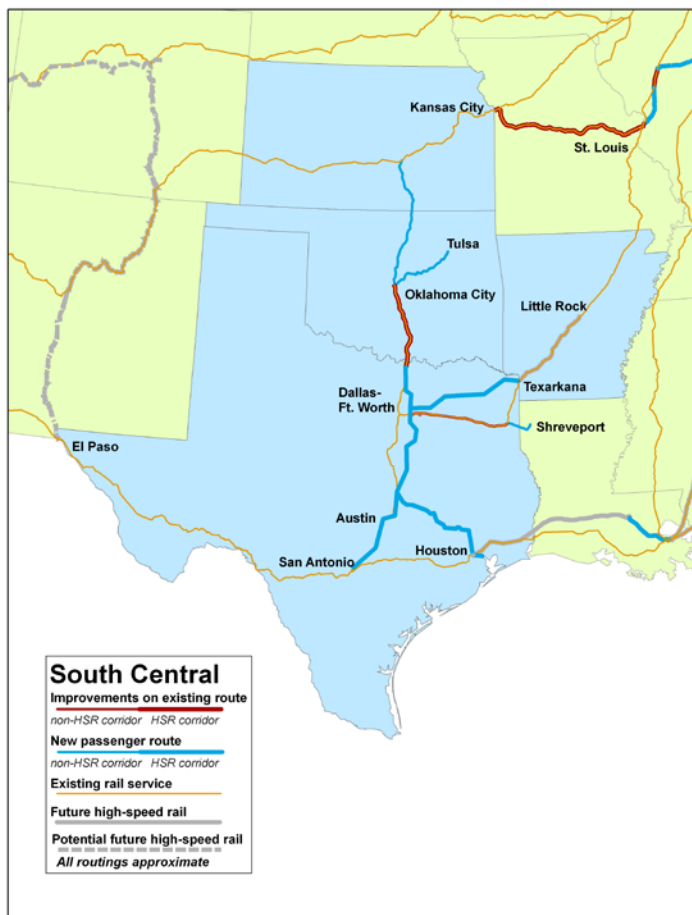 Kansas City
St. Louis
Tulsa
Oklahoma City
Little Rock
Dallas-
Ft. Worth
Texarkana
Shreveport
El Paso
Austin
San Antonio
Houston
South Central
Improvements on existing route
non-HSR corridor HSR corridor
New passenger route
non-HSR corridor HSR corridor
Existing rail service
Future high-speed rail
Potential future high-speed rail
All routings approximate